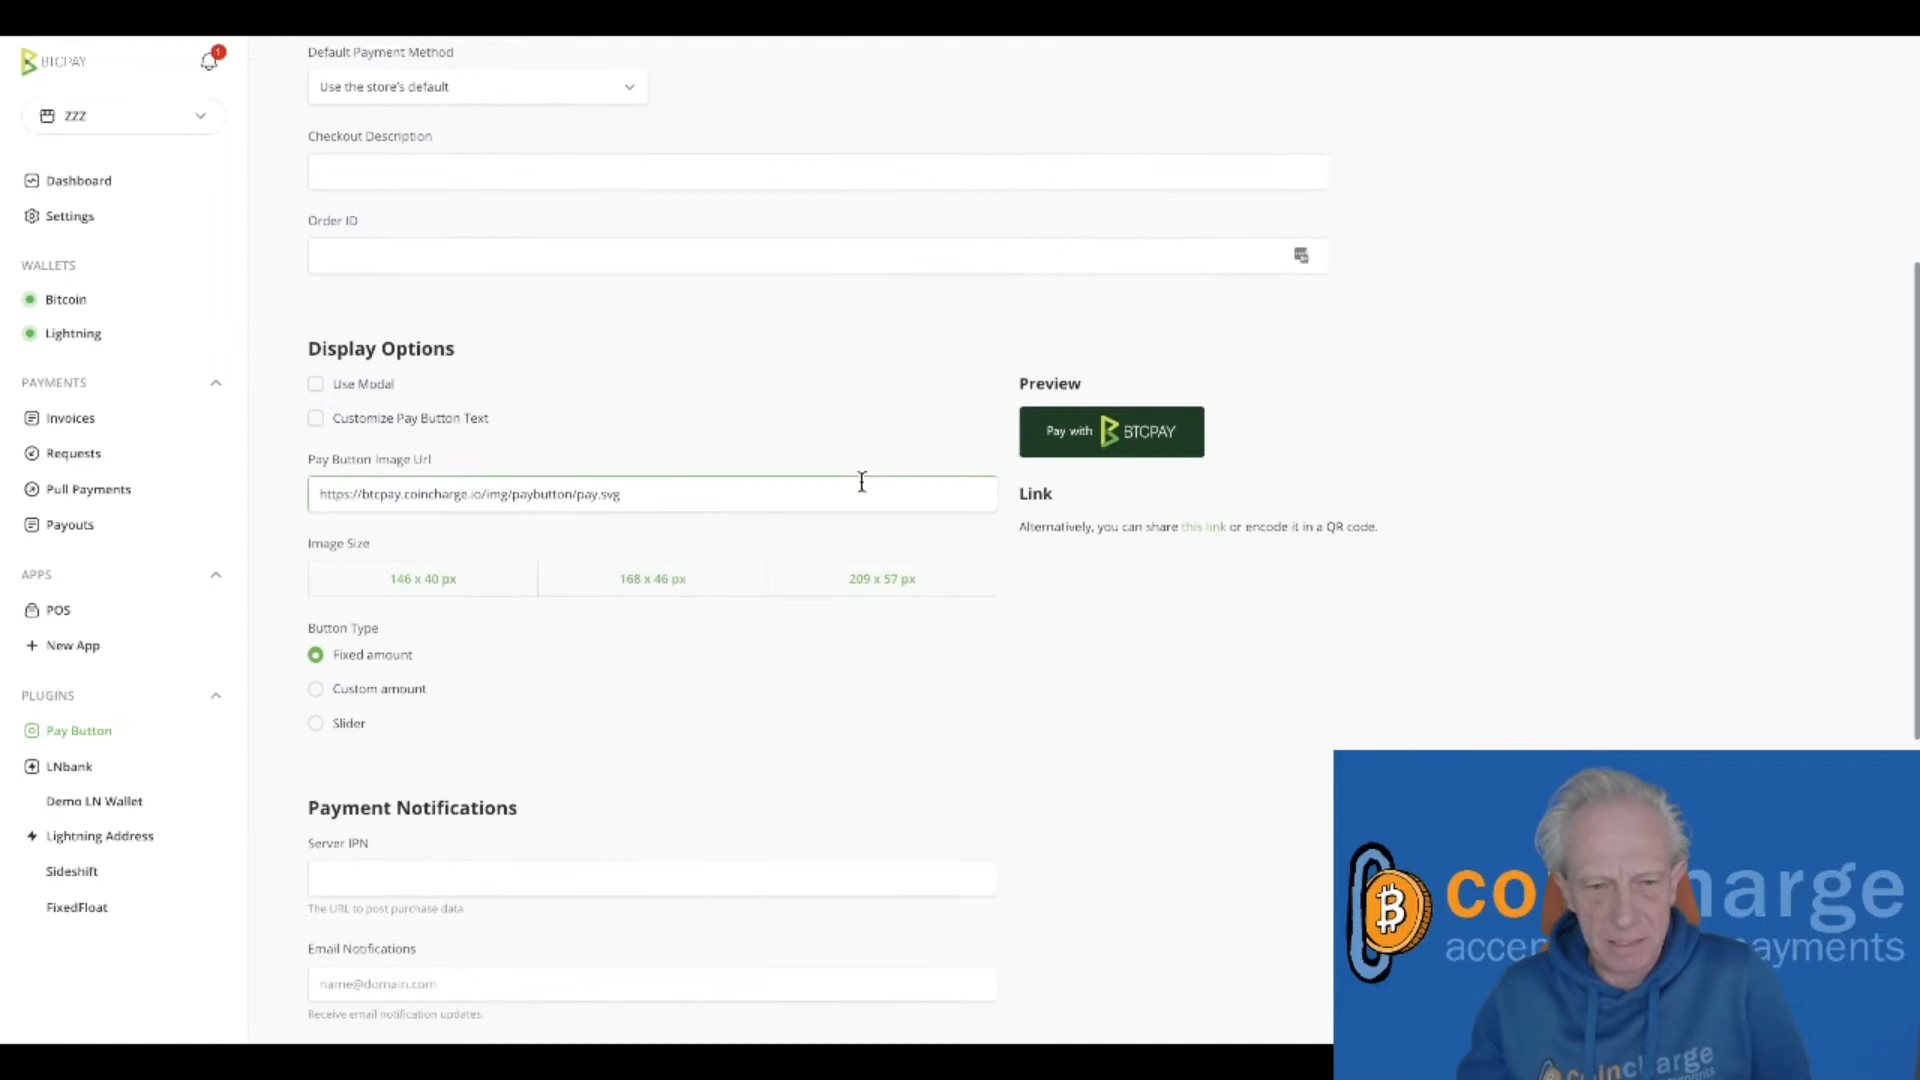 BTCPAY
1
ZZZ
Dashboard
Settings
WALLETS
Bitcoin
Lightning
PAYMENTS
Invoices
Requests
Pull Payments
Payouts
APPS
POS
New App
PLUGINS
Pay Button
LNbank
Demo LN Wallet
Lightning Address
Sideshift
FixedFloat
Default Payment Method
Use the store's default
Checkout Description
Order ID
Display Options
Use Modal
Customize Pay Button Text
Pay Button Image Url
https://btcpay.coincharge.io/img/paybutton/pay.svg
Image Size
146 x 40 px
168 x 46 px
209 x 57 px
Button Type
Fixed amount
Custom amount
Slider
Preview
Pay with BTCPAY
Link
Alternatively, you can share this link or encode it in a QR code.
Payment Notifications
Server IPN
The URL to post purchase data
Email Notifications
name@domain.com
Receive email notification updates.
co harge
acce payments
coincharge